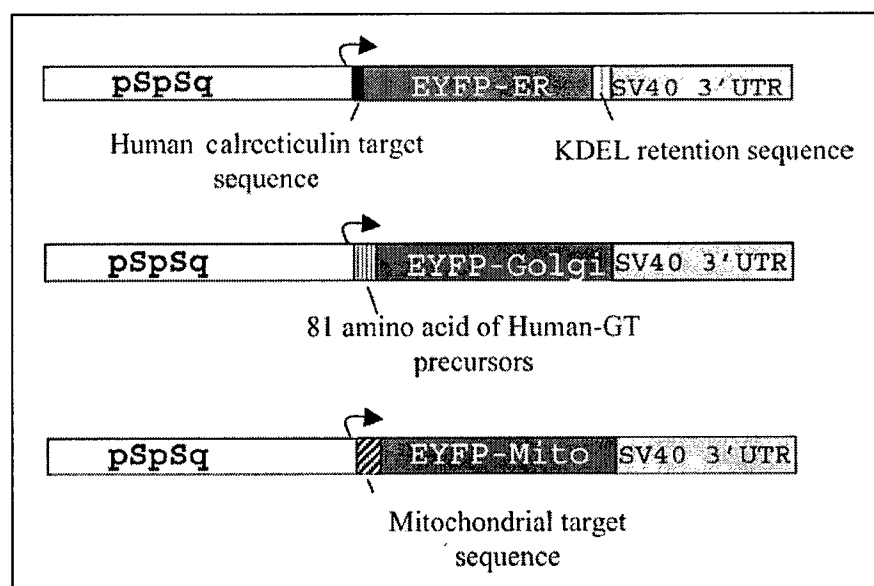 pSpSq EYFP-ER SV40 3'UTR
Human calreeticulin target
sequence
KDEL retention sequence
pSpSq EYFP-Golgi SV40 3'UTR
81 amino acid of Human-GT
precursors
pSpSq EYFP-Mito SV40 3'UTR
Mitochondrial target
sequence